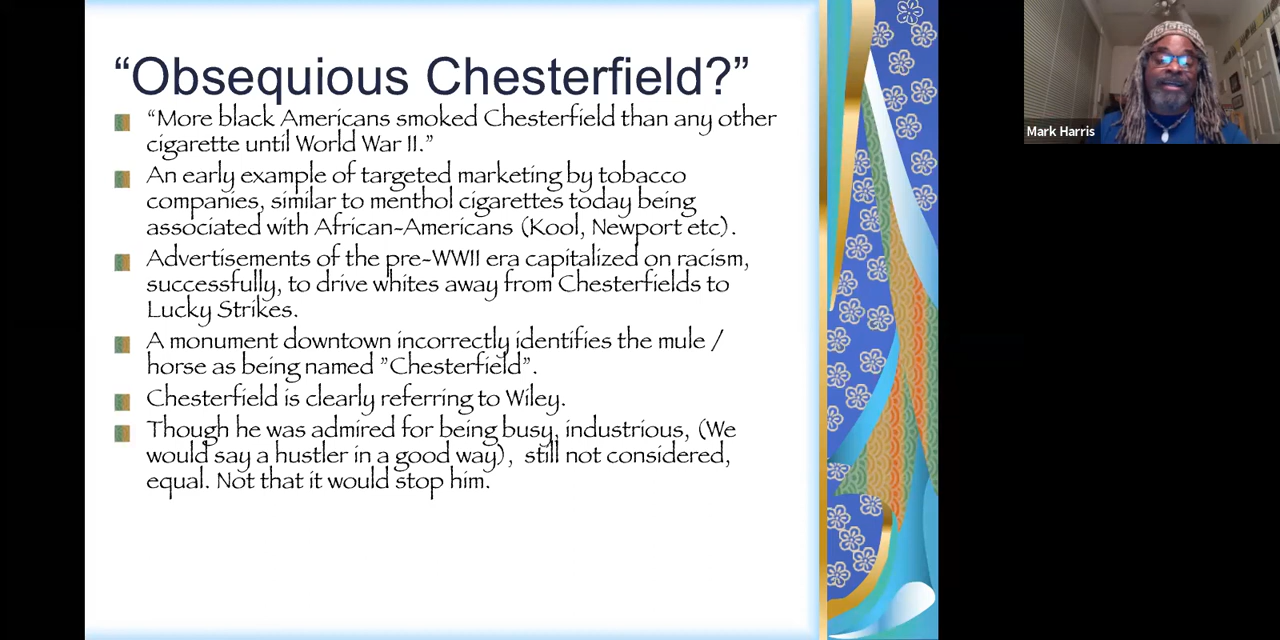 “Obsequious Chesterfield?”
“More black Americans smoked Chesterfield than any other
cigarette until World War II.”
An early example of targeted marketing by tobacco
companies, similar to menthol cigarettes today being
associated with African-Americans (Kool, Newport etc).
Advertisements of the pre-WWII era capitalized on racism,
successfully, to drive whites away from Chesterfields to
Lucky Strikes.
A monument downtown incorrectly identifies the mule /
horse as being named ”Chesterfield”.
Chesterfield is clearly referring to Wiley.
Though he was admired for being busy, industrious, (We
would say a hustler in a good way), still not considered,
equal. Not that it would stop him.
Mark Harris